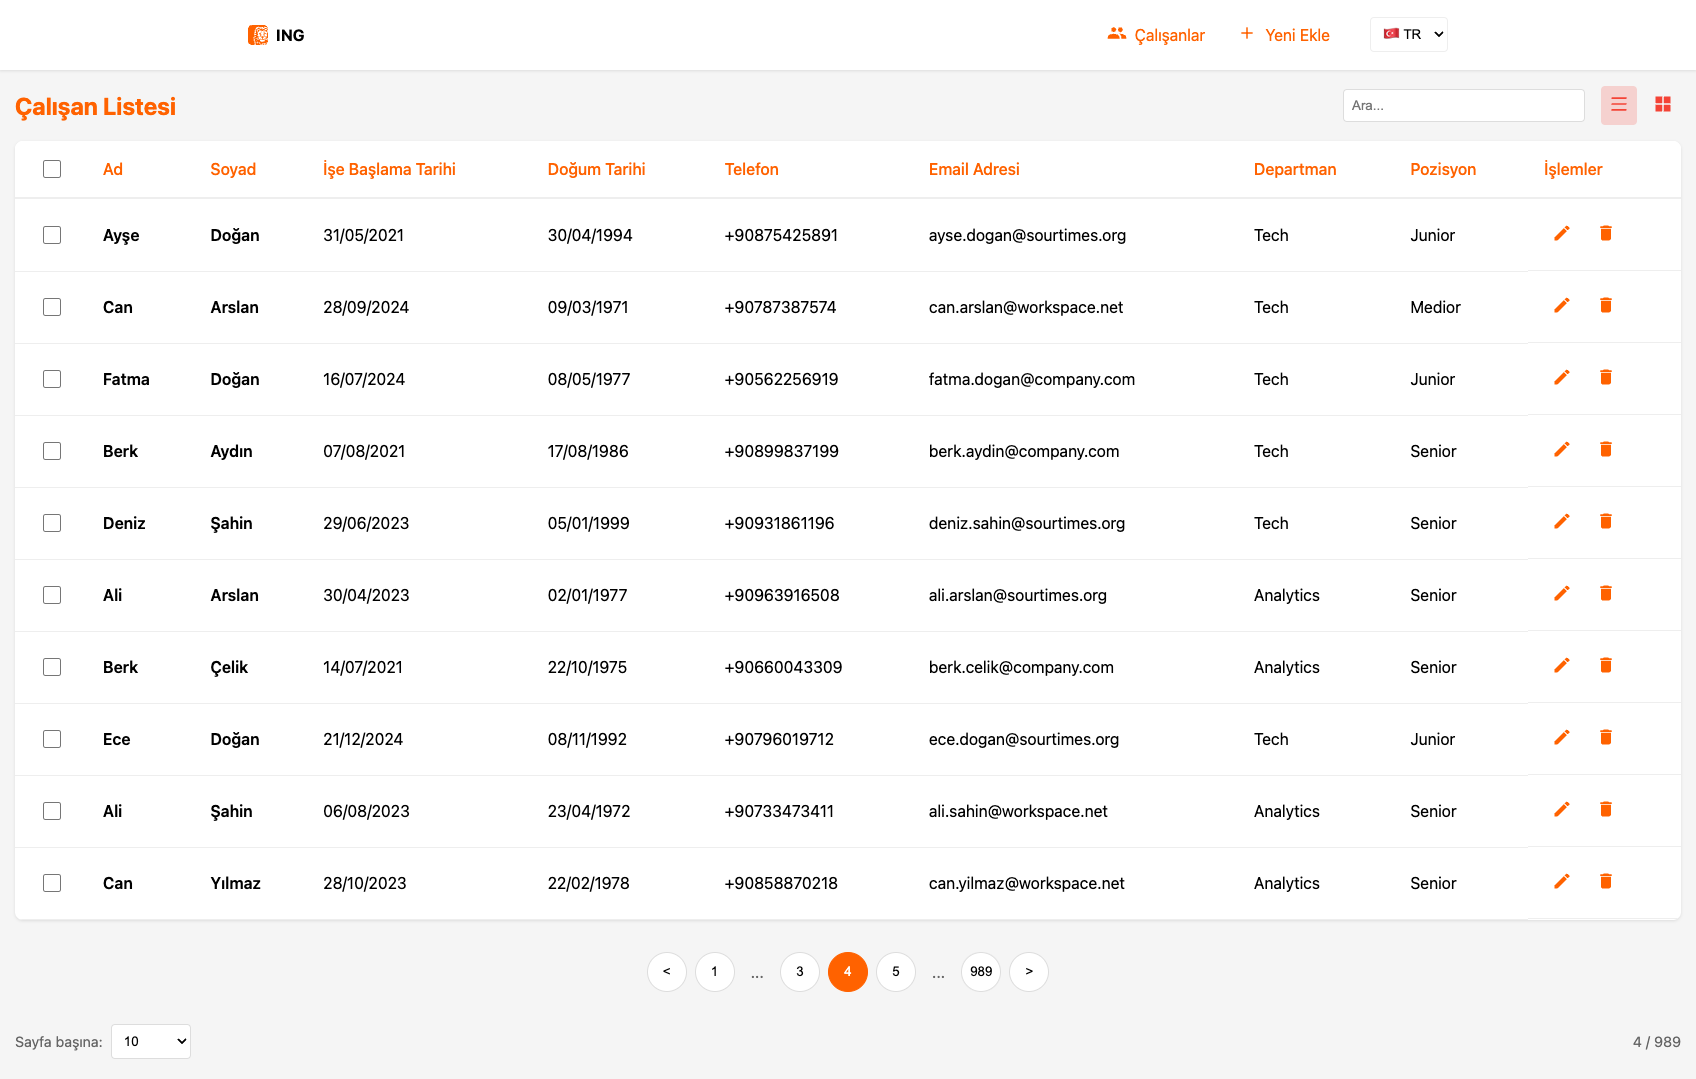 ING
Çalışanlar
Yeni Ekle
🇹🇷 TR
Çalışan Listesi
Ara...
Ad Soyad İşe Başlama Tarihi Doğum Tarihi Telefon Email Adresi Departman Pozisyon İşlemler
Ayşe Doğan 31/05/2021 30/04/1994 +90875425891 ayse.dogan@sourtimes.org Tech Junior
Can Arslan 28/09/2024 09/03/1971 +90787387574 can.arslan@workspace.net Tech Medior
Fatma Doğan 16/07/2024 08/05/1977 +90562256919 fatma.dogan@company.com Tech Junior
Berk Aydın 07/08/2021 17/08/1986 +90899837199 berk.aydin@company.com Tech Senior
Deniz Şahin 29/06/2023 05/01/1999 +90931861196 deniz.sahin@sourtimes.org Tech Senior
Ali Arslan 30/04/2023 02/01/1977 +90963916508 ali.arslan@sourtimes.org Analytics Senior
Berk Çelik 14/07/2021 22/10/1975 +90660043309 berk.celik@company.com Analytics Senior
Ece Doğan 21/12/2024 08/11/1992 +90796019712 ece.dogan@sourtimes.org Tech Junior
Ali Şahin 06/08/2023 23/04/1972 +90733473411 ali.sahin@workspace.net Analytics Senior
Can Yılmaz 28/10/2023 22/02/1978 +90858870218 can.yilmaz@workspace.net Analytics Senior
< 1 ... 3 4 5 ... 989 >
Sayfa başına: 10
4 / 989